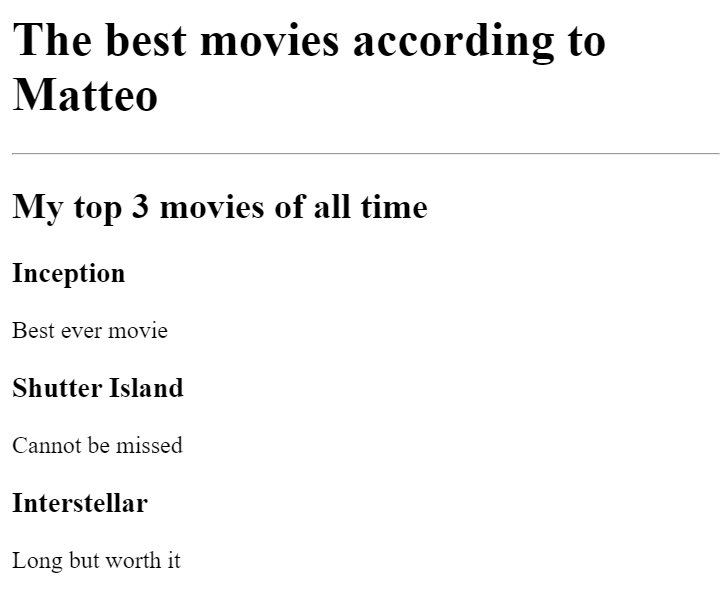 The best movies according to
Matteo
My top 3 movies of all time
Inception
Best ever movie
Shutter Island
Cannot be missed
Interstellar
Long but worth it